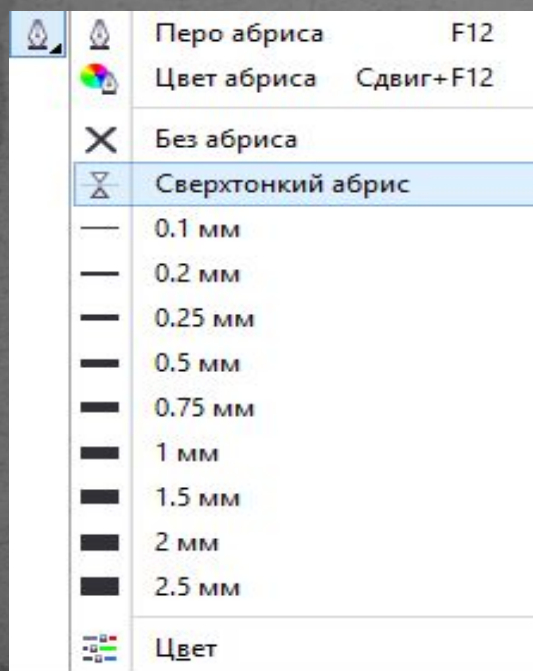 Перо абриса F12
Цвет абриса Сдвиг+F12
Без абриса
Сверхтонкий абрис
0.1 мм
0.2 мм
0.25 мм
0.5 мм
0.75 мм
1 мм
1.5 мм
2 мм
2.5 мм
Цвет